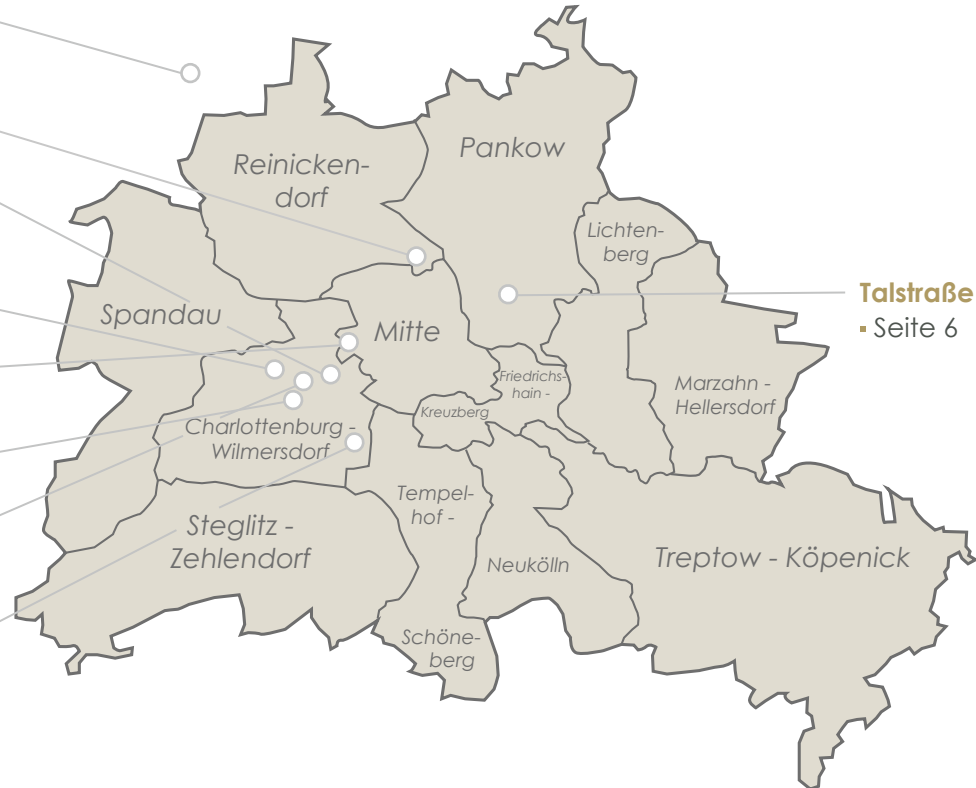 Pankow
Reinicken-
dorf
Lichten-
berg
Talstraße
▪ Seite 6
Spandau
Mitte
Friedrichs-
hain -
Marzahn -
Hellersdorf
Kreuzberg
Charlottenburg -
Wilmersdorf
Tempel-
hof -
Steglitz -
Zehlendorf
Neukölln
Treptow - Köpenick
Schöne-
berg